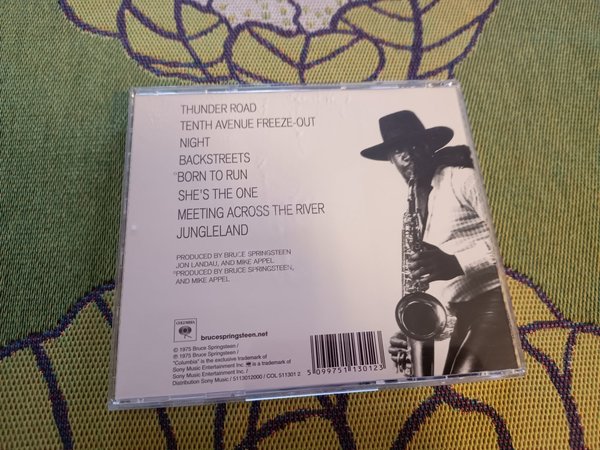 THUNDER ROAD
TENTH AVENUE FREEZE-OUT
NIGHT
BACKSTREETS
*BORN TO RUN
SHE'S THE ONE
MEETING ACROSS THE RIVER
JUNGLELAND
PRODUCED BY BRUCE SPRINGSTEEN
JON LANDAU, AND MIKE APPEL
*PRODUCED BY BRUCE SPRINGSTEEN,
AND MIKE APPEL
COLUMBIA
brucespringsteen.net
© 1975 Bruce Springsteen /
℗ 1975 Bruce Springsteen /
"Columbia" is the exclusive trademark of
Sony Music Entertainment Inc. is a trademark of
Sony Music Entertainment Inc. /
Distribution Sony Music / 5113012000 / COL 511301 2
5 099751 130123